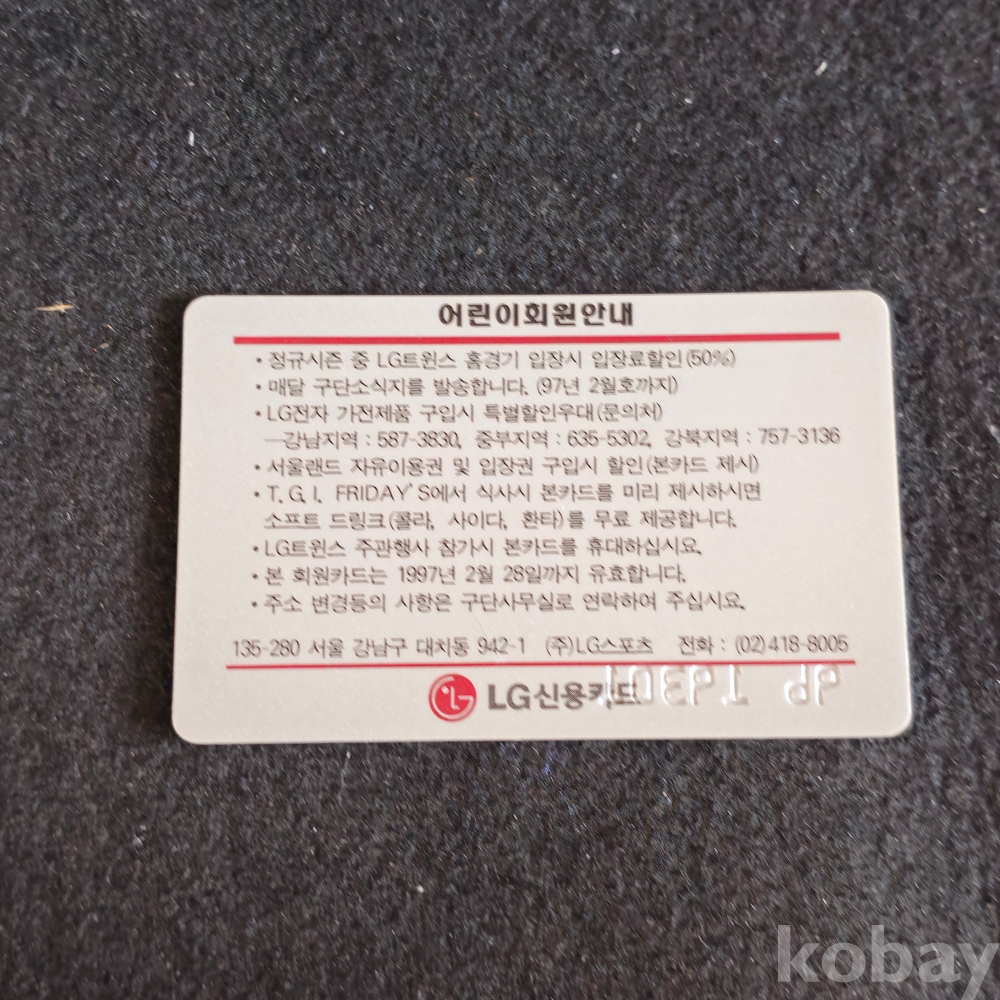 어린이회원안내
• 정규시즌 중 LG트윈스 홈경기 입장시 입장료할인(50%)
• 매달 구단소식지를 발송합니다. (97년 2월호까지)
• LG전자 가전제품 구입시 특별할인우대(문의처)
—강남지역 : 587-3830, 중부지역 : 635-5302, 강북지역 : 757-3136
• 서울랜드 자유이용권 및 입장권 구입시 할인(본카드 제시)
• T. G. I. FRIDAY'S에서 식사시 본카드를 미리 제시하시면
소프트 드링크(콜라, 사이다, 환타)를 무료 제공합니다.
• LG트윈스 주관행사 참가시 본카드를 휴대하십시요.
• 본 회원카드는 1997년 2월 28일까지 유효합니다.
• 주소 변경등의 사항은 구단사무실로 연락하여 주십시요.
135-280 서울 강남구 대치동 942-1 (주)LG스포츠 전화 : (02)418-8005
LG신용카드
kobay